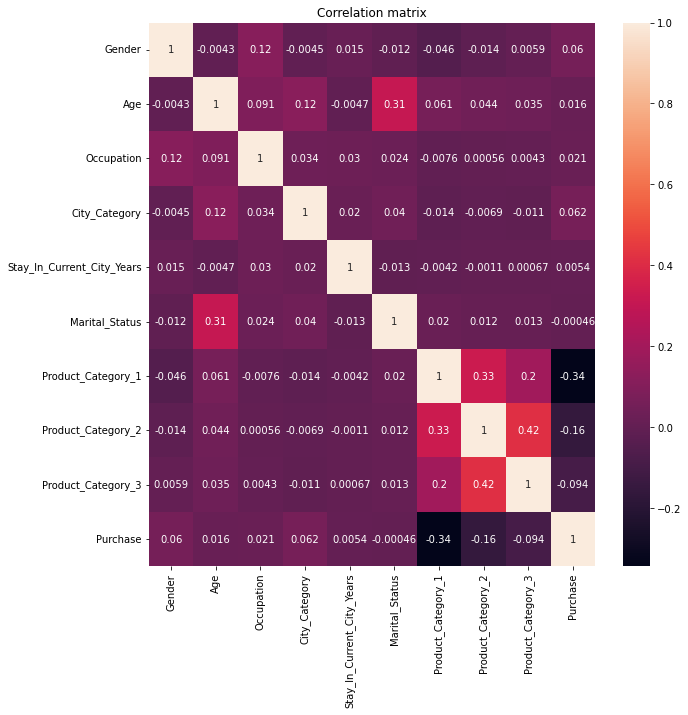 Correlation matrix
Gender 1 -0.0043 0.12 -0.0045 0.015 -0.012 -0.046 -0.014 0.0059 0.06
Age -0.0043 1 0.091 0.12 -0.0047 0.31 0.061 0.044 0.035 0.016
Occupation 0.12 0.091 1 0.034 0.03 0.024 -0.0076 0.00056 0.0043 0.021
City_Category -0.0045 0.12 0.034 1 0.02 0.04 -0.014 -0.0069 -0.011 0.062
Stay_In_Current_City_Years 0.015 -0.0047 0.03 0.02 1 -0.013 -0.0042 -0.0011 0.00067 0.0054
Marital_Status -0.012 0.31 0.024 0.04 -0.013 1 0.02 0.012 0.013 -0.00046
Product_Category_1 -0.046 0.061 -0.0076 -0.014 -0.0042 0.02 1 0.33 0.2 -0.34
Product_Category_2 -0.014 0.044 0.00056 -0.0069 -0.0011 0.012 0.33 1 0.42 -0.16
Product_Category_3 0.0059 0.035 0.0043 -0.011 0.00067 0.013 0.2 0.42 1 -0.094
Purchase 0.06 0.016 0.021 0.062 0.0054 -0.00046 -0.34 -0.16 -0.094 1
Gender
Age
Occupation
City_Category
Stay_In_Current_City_Years
Marital_Status
Product_Category_1
Product_Category_2
Product_Category_3
Purchase
1.0
0.8
0.6
0.4
0.2
0.0
−0.2